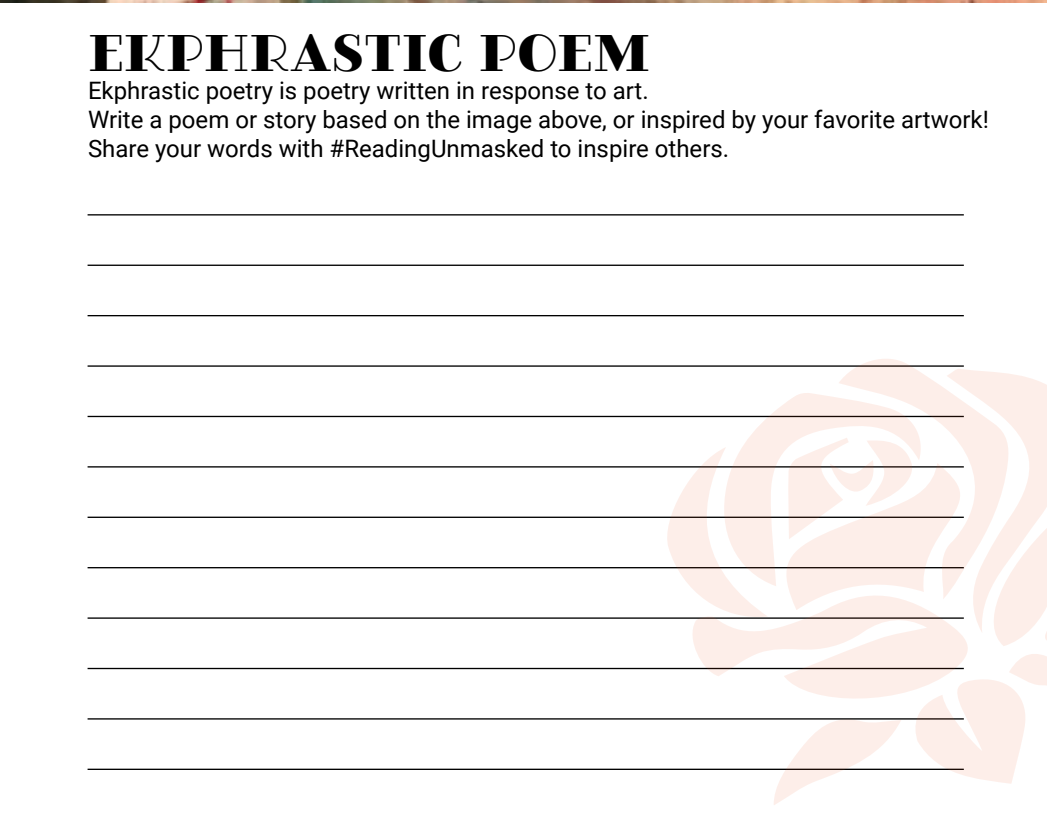 EKPHRASTIC POEM
Ekphrastic poetry is poetry written in response to art.
Write a poem or story based on the image above, or inspired by your favorite artwork!
Share your words with #ReadingUnmasked to inspire others.